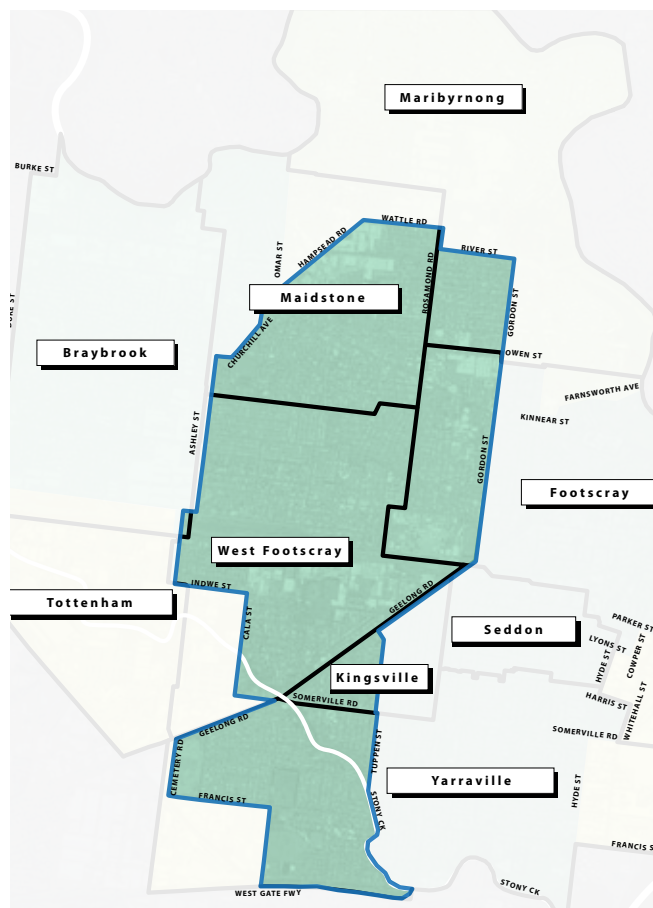 Maribyrnong
BURKE ST
WATTLE RD
HAMPSEAD RD
RIVER ST
OMAR ST
ROSAMOND RD
Maidstone
GORDON ST
CHURCHILL AVE
Braybrook
OWEN ST
FARNSWORTH AVE
KINNEAR ST
ASHLEY ST
GORDON ST
Footscray
West Footscray
INDWE ST
GEELONG RD
Tottenham
CALA ST
Seddon
PARKER ST
LYONS ST
COWPER ST
HYDE ST
Kingsville
SOMERVILLE RD
HARRIS ST
WHITEHALL ST
GEELONG RD
SOMERVILLE RD
TUPPEN ST
CEMETERY RD
Yarraville
HYDE ST
FRANCIS ST
STONY CK
FRANCIS S
WEST GATE FWY
STONY CK